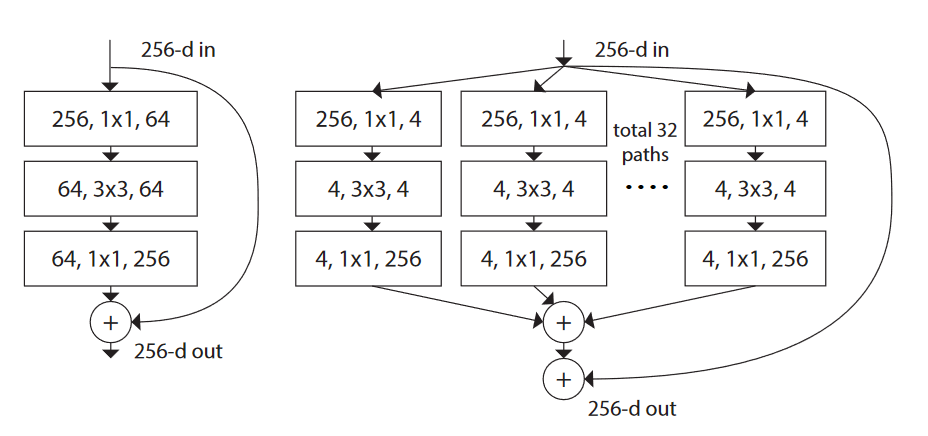 256-d in
256, 1x1, 64
64, 3x3, 64
64, 1x1, 256
+
256-d out
256-d in
256, 1x1, 4
256, 1x1, 4
total 32
paths
....
256, 1x1, 4
4, 3x3, 4
4, 3x3, 4
4, 3x3, 4
4, 1x1, 256
4, 1x1, 256
4, 1x1, 256
+
+
256-d out